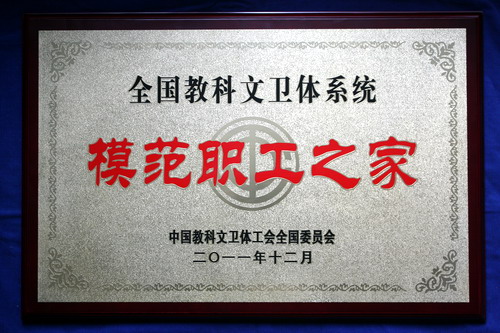 全国教科文卫体系统
模范职工之家
中国教科文卫体工会全国委员会
二〇一一年十二月